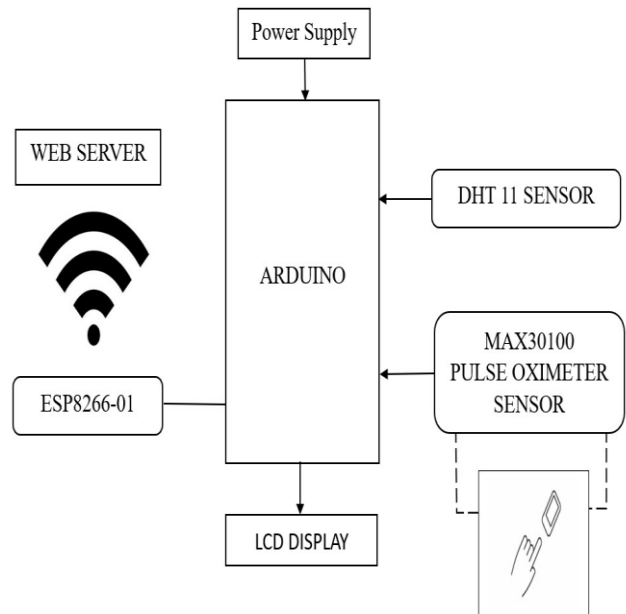 Power Supply
WEB SERVER
DHT 11 SENSOR
ARDUINO
MAX30100
PULSE OXIMETER
SENSOR
ESP8266-01
LCD DISPLAY